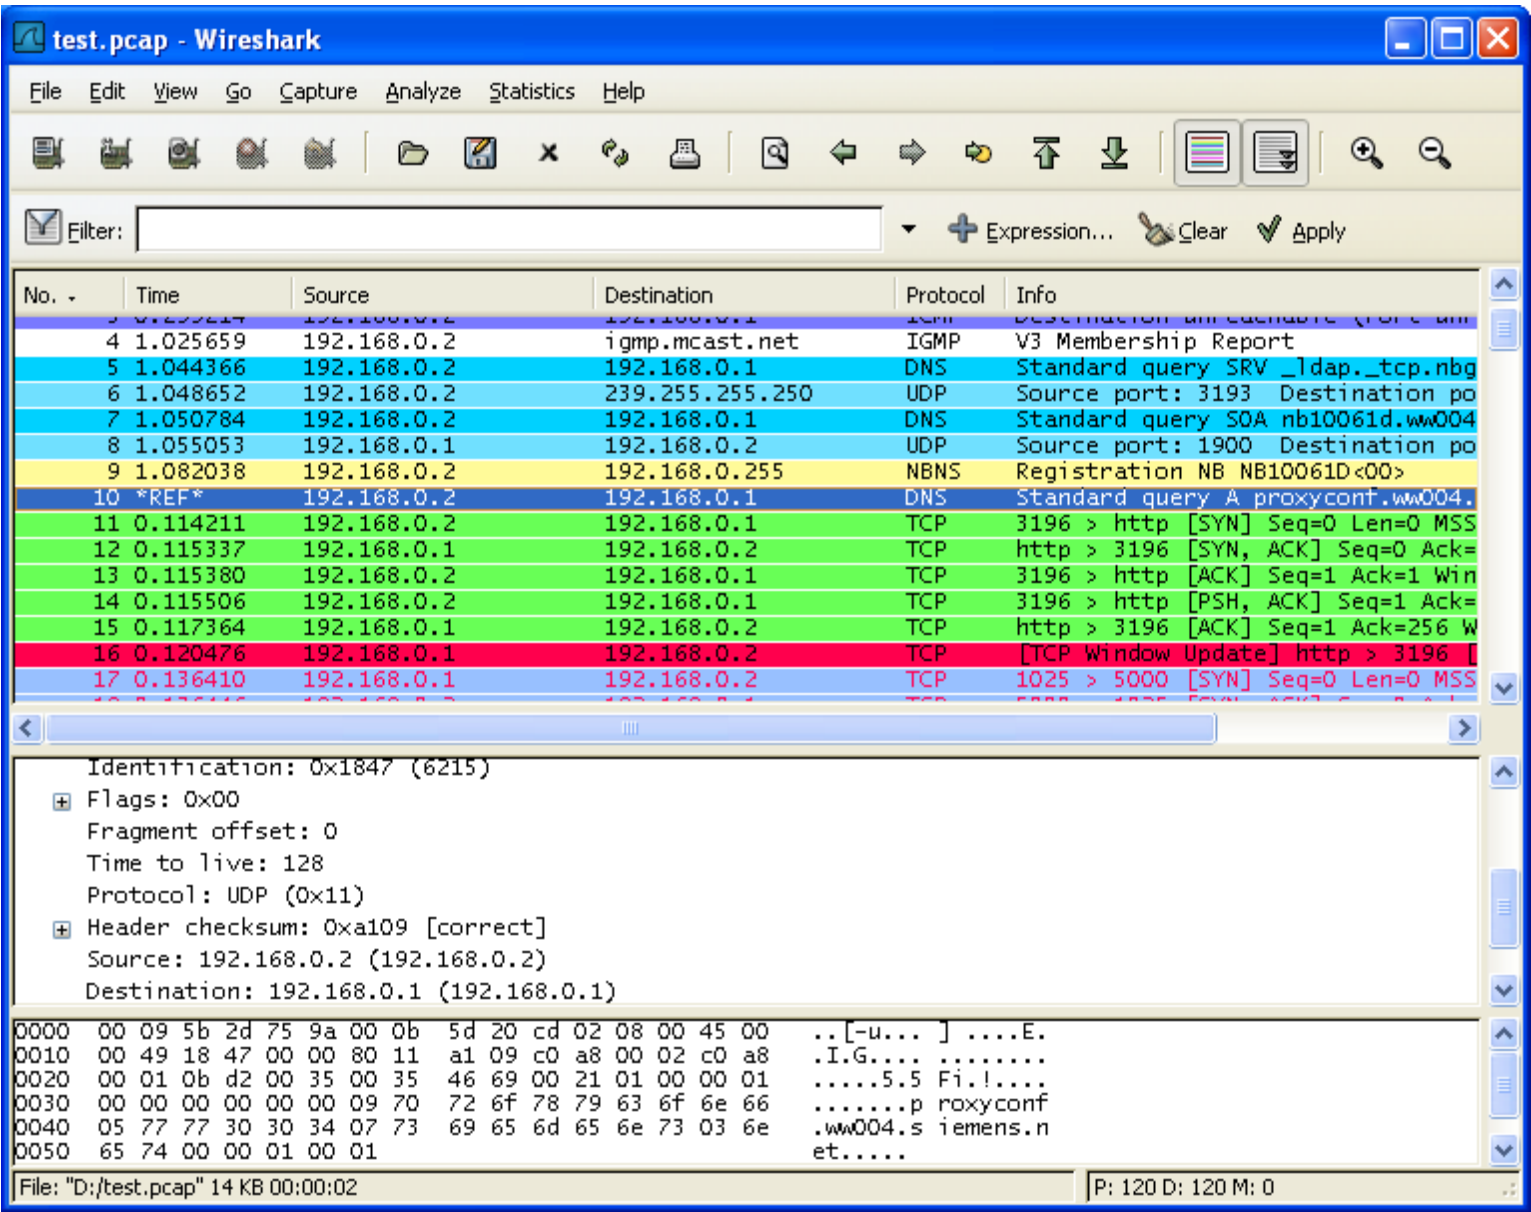 test.pcap - Wireshark
File Edit View Go Capture Analyze Statistics Help
Filter: Expression... Clear Apply
No. Time Source Destination Protocol Info
3 0.299214 192.168.0.2 192.168.0.1 ICMP Destination unreachable (Port unr
4 1.025659 192.168.0.2 igmp.mcast.net IGMP V3 Membership Report
5 1.044366 192.168.0.2 192.168.0.1 DNS Standard query SRV _ldap._tcp.nbg
6 1.048652 192.168.0.2 239.255.255.250 UDP Source port: 3193 Destination po
7 1.050784 192.168.0.2 192.168.0.1 DNS Standard query SOA nb10061d.ww004
8 1.055053 192.168.0.1 192.168.0.2 UDP Source port: 1900 Destination po
9 1.082038 192.168.0.2 192.168.0.255 NBNS Registration NB NB10061D<00>
10 *REF* 192.168.0.2 192.168.0.1 DNS Standard query A proxyconf.ww004.
11 0.114211 192.168.0.2 192.168.0.1 TCP 3196 > http [SYN] Seq=0 Len=0 MSS
12 0.115337 192.168.0.1 192.168.0.2 TCP http > 3196 [SYN, ACK] Seq=0 Ack=
13 0.115380 192.168.0.2 192.168.0.1 TCP 3196 > http [ACK] Seq=1 Ack=1 Win
14 0.115506 192.168.0.2 192.168.0.1 TCP 3196 > http [PSH, ACK] Seq=1 Ack=
15 0.117364 192.168.0.1 192.168.0.2 TCP http > 3196 [ACK] Seq=1 Ack=256 W
16 0.120476 192.168.0.1 192.168.0.2 TCP [TCP Window Update] http > 3196 [
17 0.136410 192.168.0.1 192.168.0.2 TCP 1025 > 5000 [SYN] Seq=0 Len=0 MSS
Identification: 0x1847 (6215)
Flags: 0x00
Fragment offset: 0
Time to live: 128
Protocol: UDP (0x11)
Header checksum: 0xa109 [correct]
Source: 192.168.0.2 (192.168.0.2)
Destination: 192.168.0.1 (192.168.0.1)
0000 00 09 5b 2d 75 9a 00 0b 5d 20 cd 02 08 00 45 00 ..[-u... ] ....E.
0010 00 49 18 47 00 00 80 11 a1 09 c0 a8 00 02 c0 a8 .I.G.... ........
0020 00 01 0b d2 00 35 00 35 46 69 00 21 01 00 00 01 .....5.5 Fi.!....
0030 00 00 00 00 00 00 09 70 72 6f 78 79 63 6f 6e 66 .......p roxyconf
0040 05 77 77 30 30 34 07 73 69 65 6d 65 6e 73 03 6e .ww004.s iemens.n
0050 65 74 00 00 01 00 01 et.....
File: "D:/test.pcap" 14 KB 00:00:02 P: 120 D: 120 M: 0